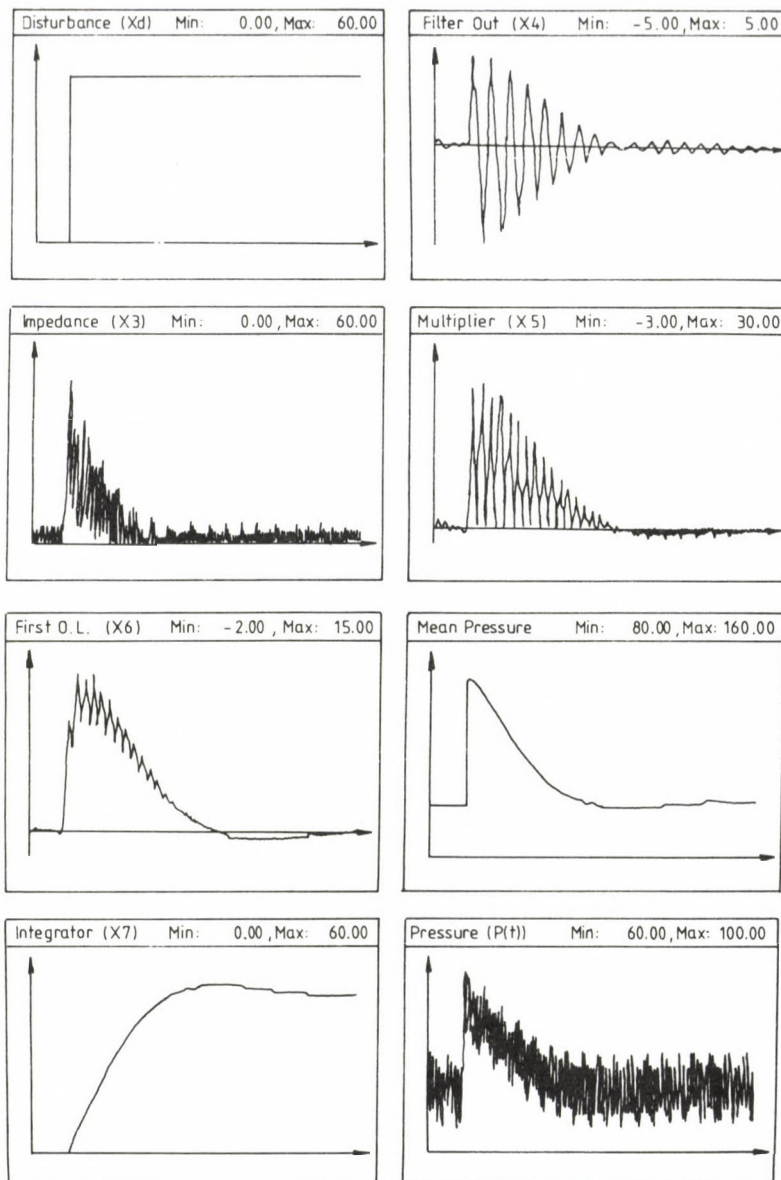 Disturbance (Xd) Min: 0.00, Max: 60.00
Filter Out (X4) Min: -5.00, Max: 5.00
Impedance (X3) Min: 0.00, Max: 60.00
Multiplier (X5) Min: -3.00, Max: 30.00
First O.L. (X6) Min: -2.00, Max: 15.00
Mean Pressure Min: 80.00, Max: 160.00
Integrator (X7) Min: 0.00, Max: 60.00
Pressure (P(t)) Min: 60.00, Max: 100.00